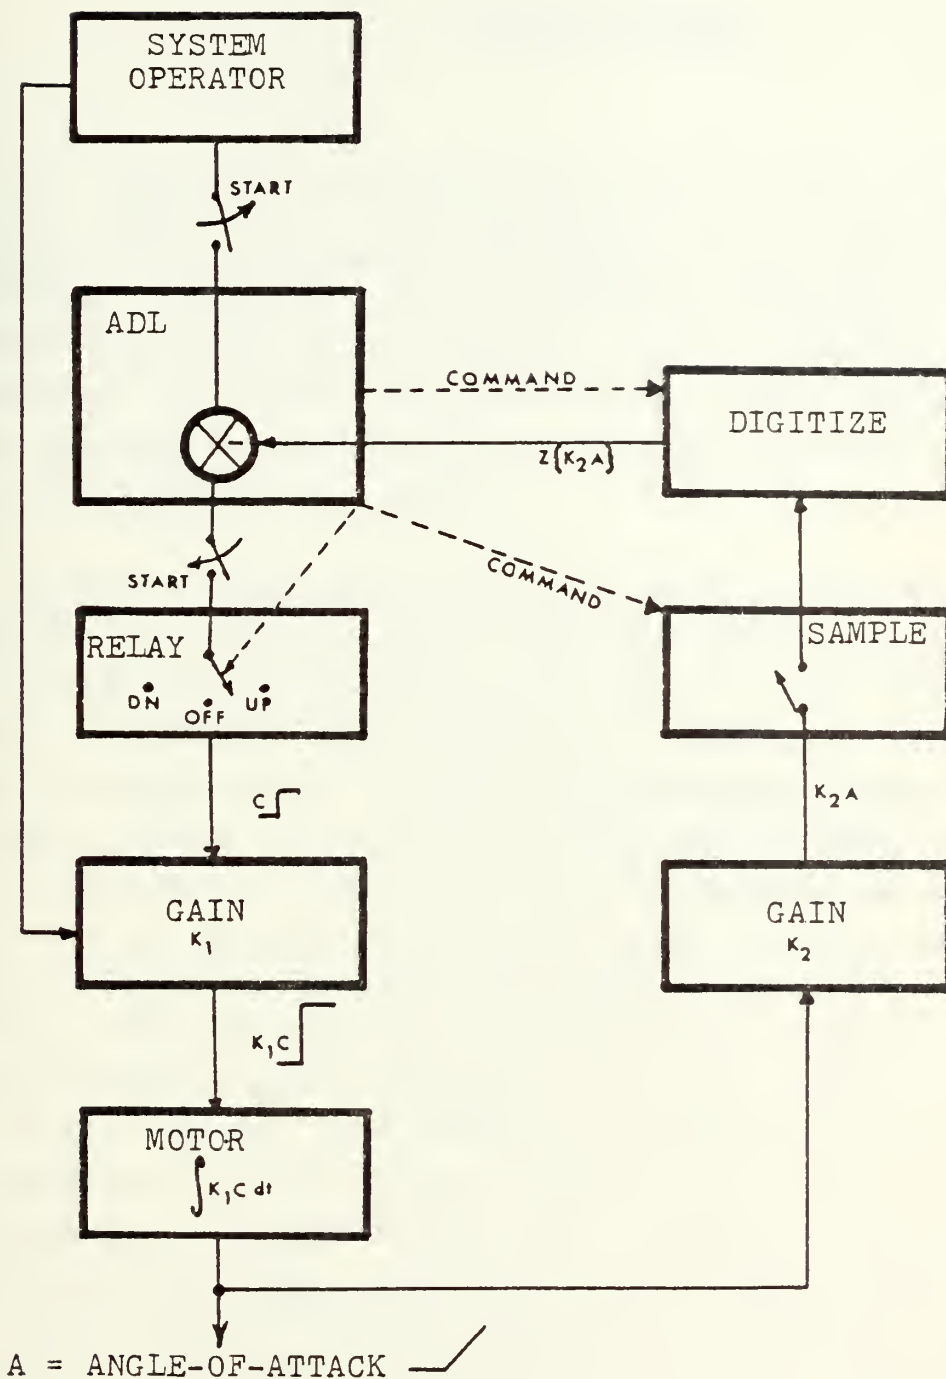 SYSTEM
OPERATOR
START
ADL
COMMAND
DIGITIZE
Z{K₂A}
START
COMMAND
RELAY
SAMPLE
DN
OFF
UP
C
K₂A
GAIN
K₁
GAIN
K₂
K₁C
MOTOR
∫K₁C dt
A = ANGLE-OF-ATTACK